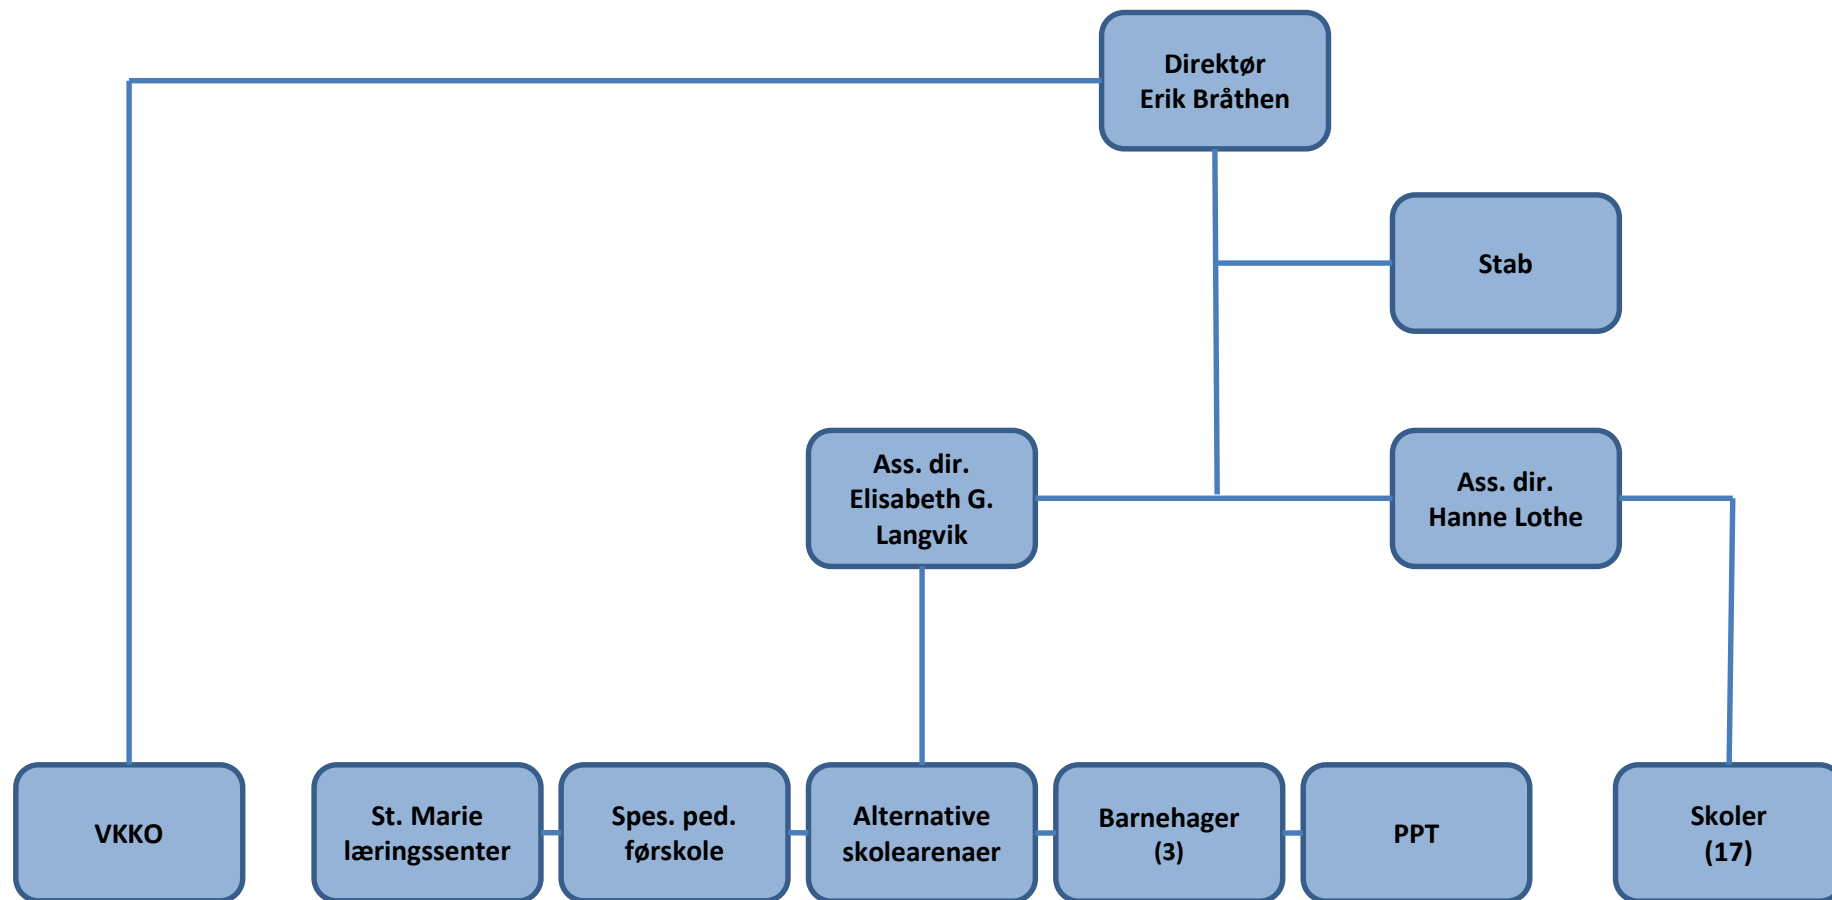 Direktør
Erik Bråthen
Stab
Ass. dir.
Elisabeth G.
Langvik
Ass. dir.
Hanne Lothe
VKKO
St. Marie
læringssenter
Spes. ped.
førskole
Alternative
skolearenaer
Barnehager
(3)
PPT
Skoler
(17)